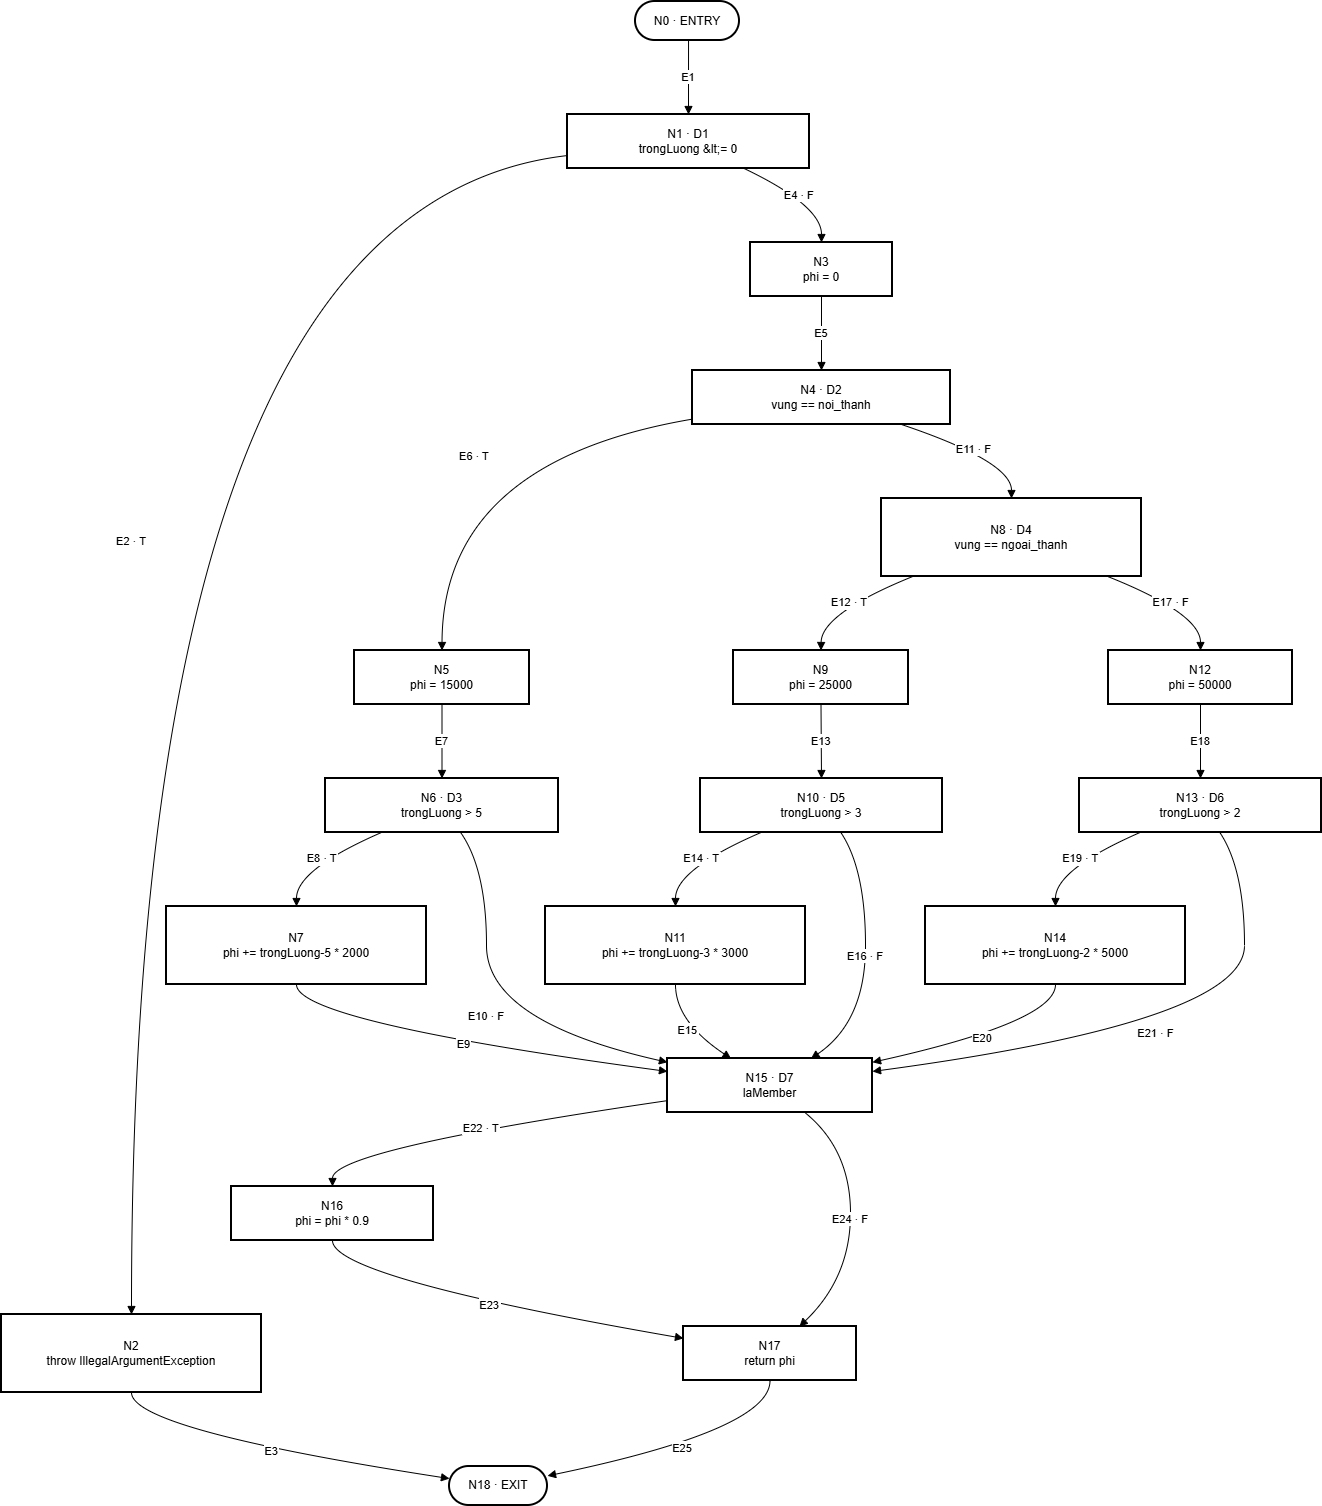 N0 · ENTRY
E1
N1 · D1
trongLuong &lt;= 0
E4 · F
N3
phi = 0
E5
N4 · D2
vung == noi_thanh
E6 · T
E11 · F
N8 · D4
vung == ngoai_thanh
E2 · T
E12 · T
E17 · F
N5
phi = 15000
N9
phi = 25000
N12
phi = 50000
E7
E13
E18
N6 · D3
trongLuong > 5
N10 · D5
trongLuong > 3
N13 · D6
trongLuong > 2
E8 · T
E14 · T
E19 · T
N7
phi += trongLuong-5 * 2000
N11
phi += trongLuong-3 * 3000
N14
phi += trongLuong-2 * 5000
E16 · F
E10 · F
E9
E15
E20
E21 · F
N15 · D7
laMember
E22 · T
N16
phi = phi * 0.9
E24 · F
E23
N2
throw IllegalArgumentException
N17
return phi
E3
E25
N18 · EXIT